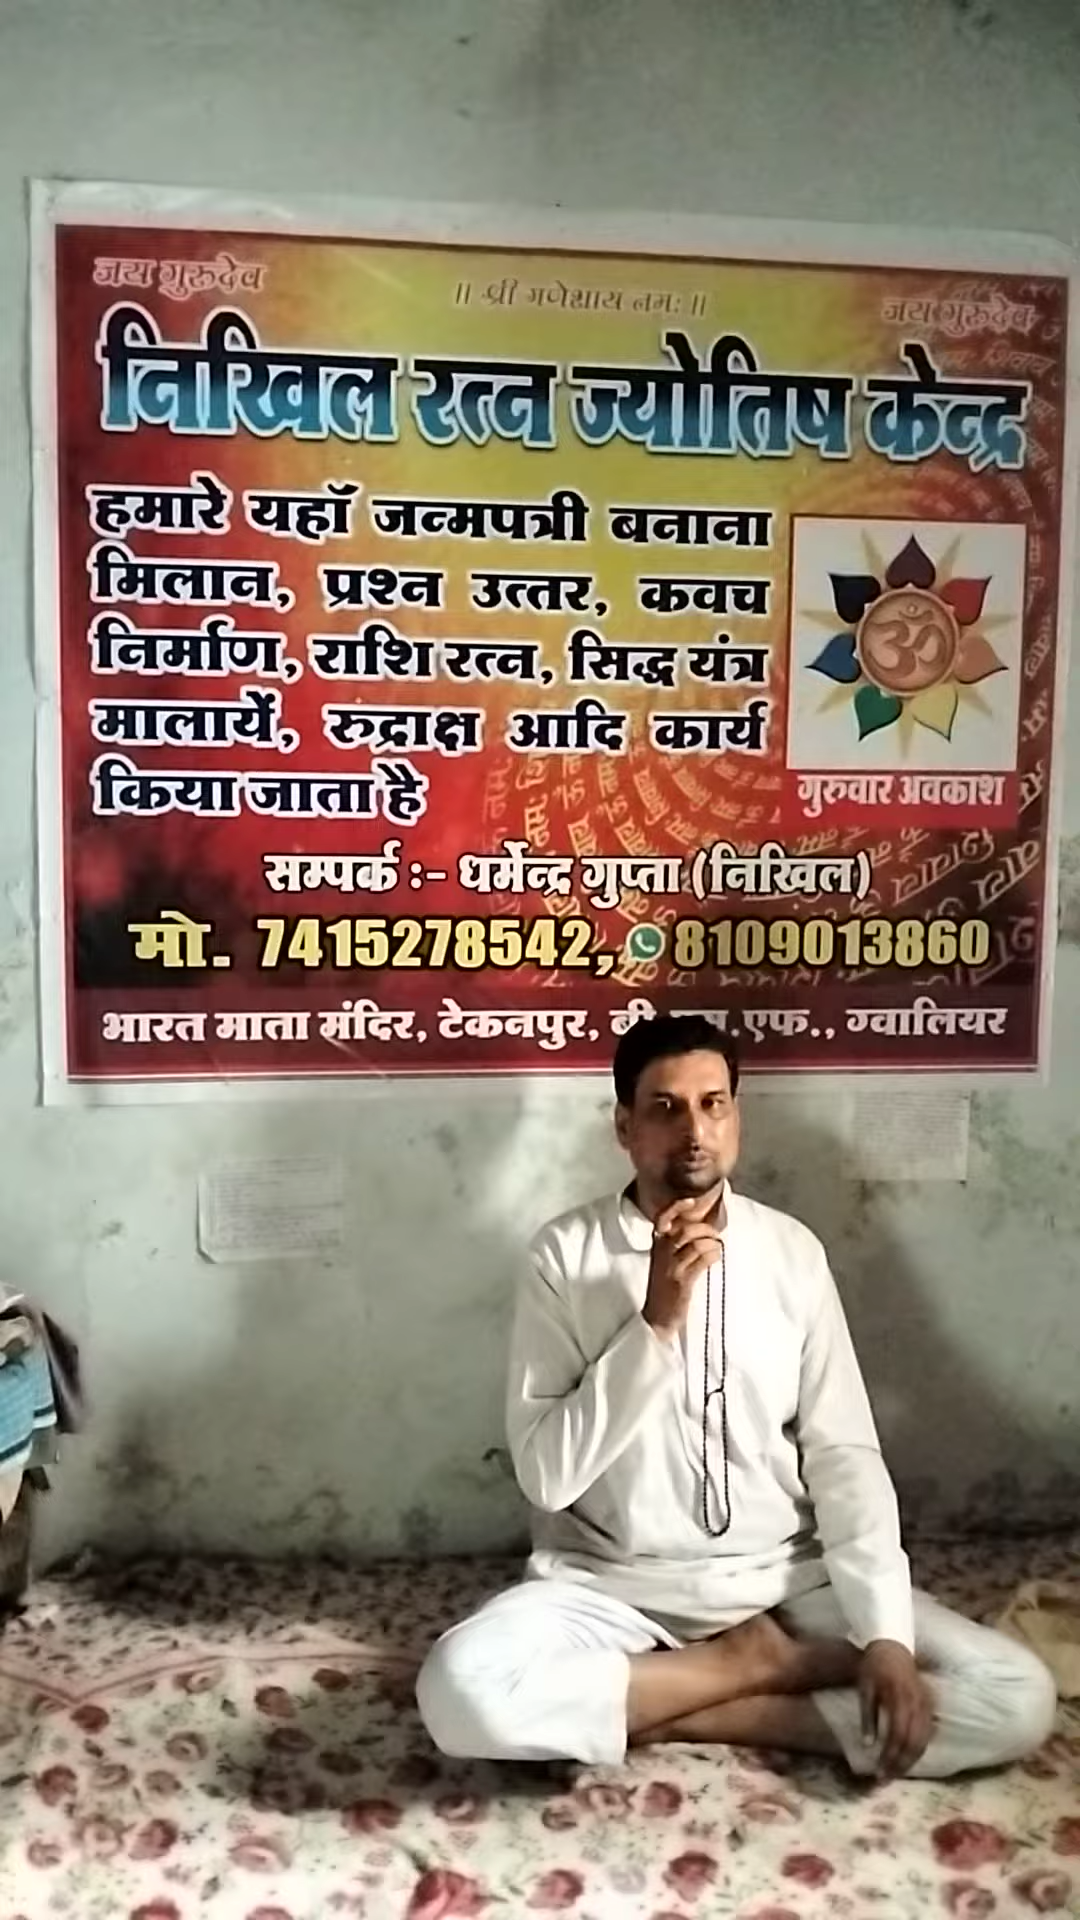 जय गुरुदेव
॥ श्री गणेशाय नमः ॥
जय गुरुदेव
निखिल रत्न ज्योतिष केन्द्र
हमारे यहाँ जन्मपत्री बनाना
मिलान, प्रश्न उत्तर, कवच
निर्माण, राशि रत्न, सिद्ध यंत्र
मालायें, रुंद्राक्ष आदि कार्य
किया जाता है
ॐ
गुरुवार अवकाश
सम्पर्क :- धर्मेन्द्र गुप्ता (निखिल)
मो. 7415278542, 8109013860
भारत माता मंदिर, टेकनपुर, .एफ., ग्वालियर